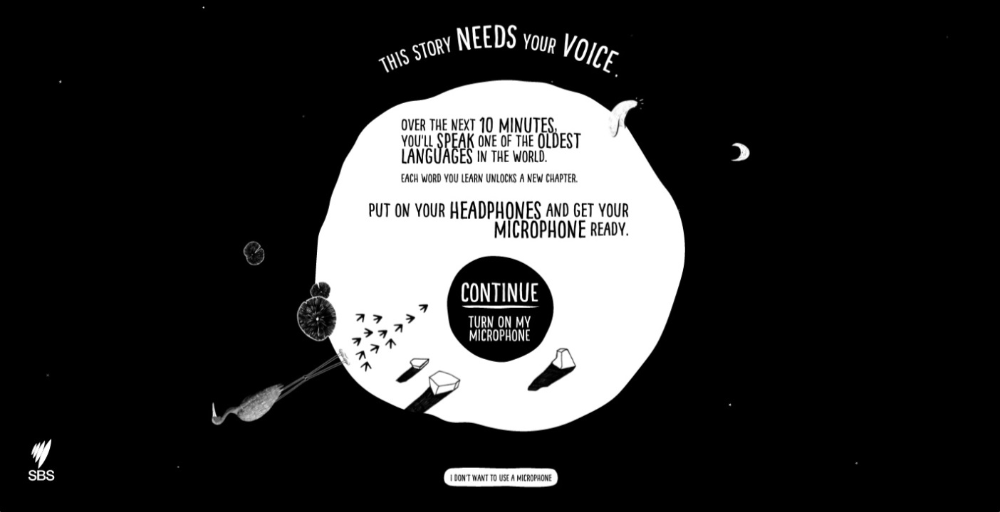 THIS STORY NEEDS YOUR VOICE.
OVER THE NEXT 10 MINUTES,
YOU'LL SPEAK ONE OF THE OLDEST
LANGUAGES IN THE WORLD.
EACH WORD YOU LEARN UNLOCKS A NEW CHAPTER.
PUT ON YOUR HEADPHONES AND GET YOUR
MICROPHONE READY.
CONTINUE
TURN ON MY
MICROPHONE
SBS
I DON'T WANT TO USE A MICROPHONE